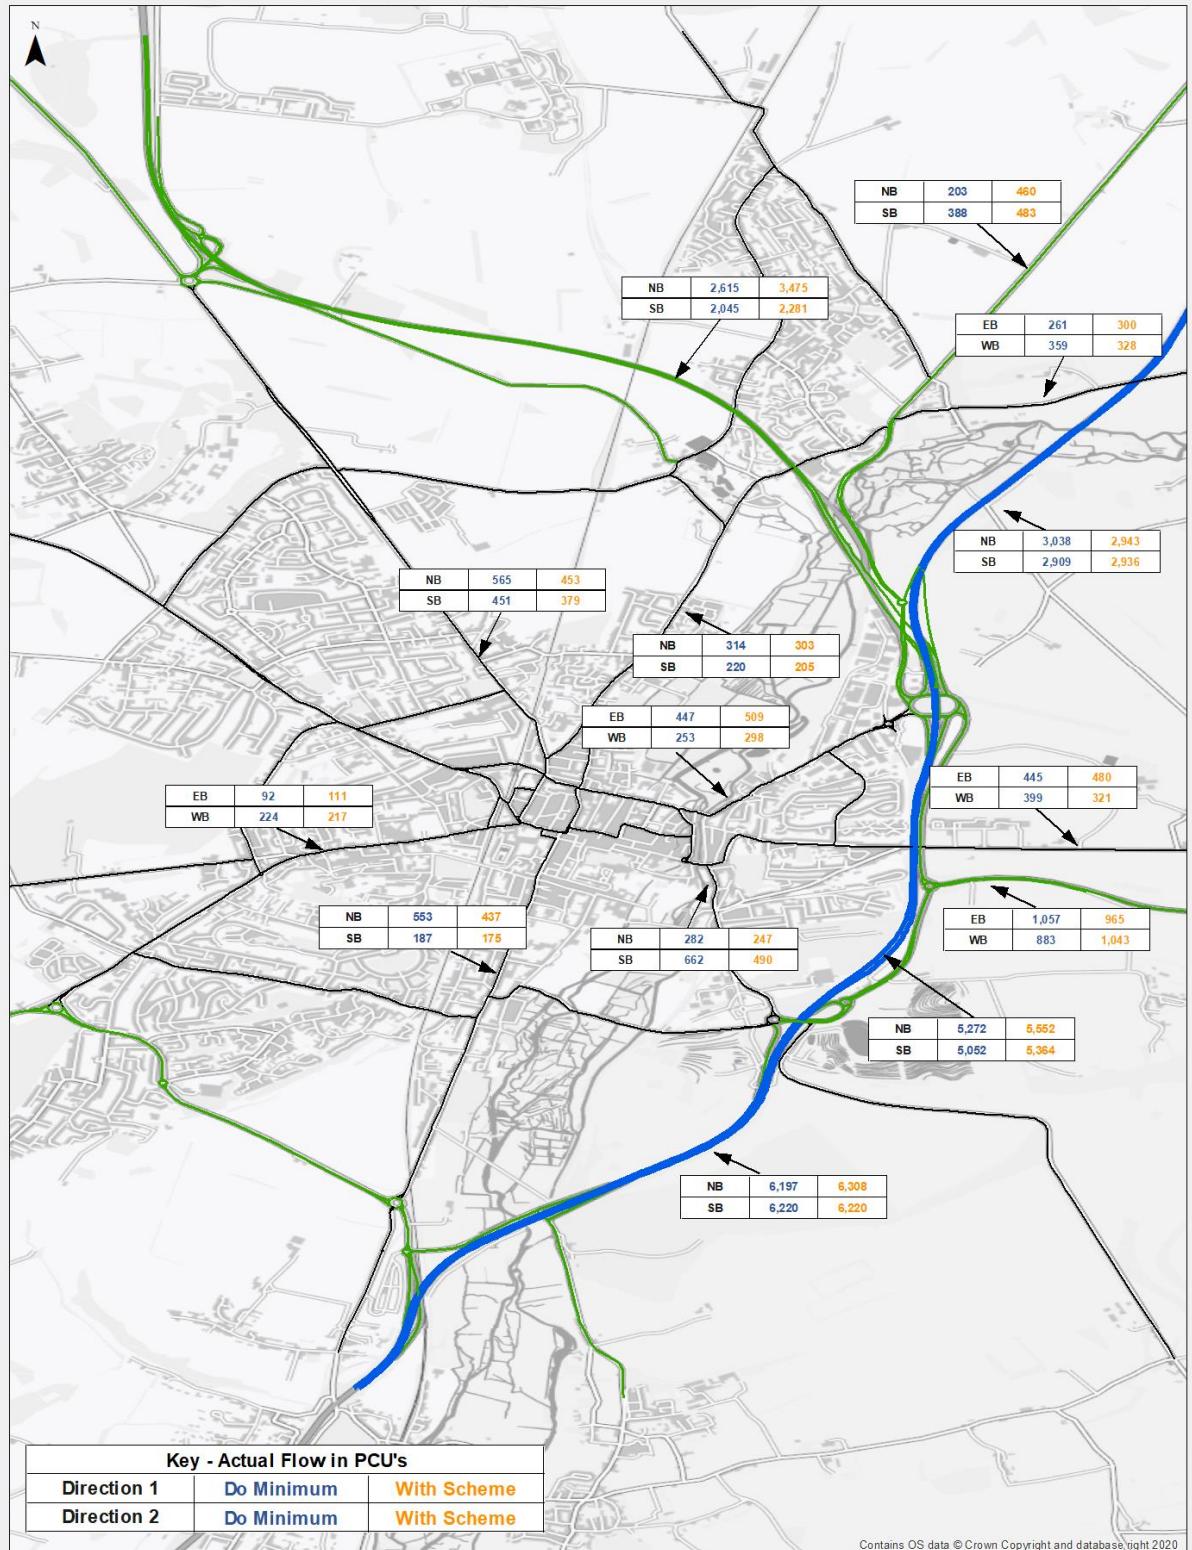 N
NB 203 460
SB 388 483
NB 2,615 3,475
SB 2,045 2,281
EB 261 300
WB 359 328
NB 3,038 2,943
SB 2,909 2,936
NB 565 453
SB 451 379
NB 314 303
SB 220 205
EB 447 509
WB 253 298
EB 445 480
WB 399 321
EB 92 111
WB 224 217
NB 553 437
SB 187 175
NB 282 247
SB 662 490
EB 1,057 965
WB 883 1,043
NB 5,272 5,552
SB 5,052 5,364
NB 6,197 6,308
SB 6,220 6,220
Key - Actual Flow in PCU's
Direction 1 Do Minimum With Scheme
Direction 2 Do Minimum With Scheme
Contains OS data © Crown Copyright and database right 2020